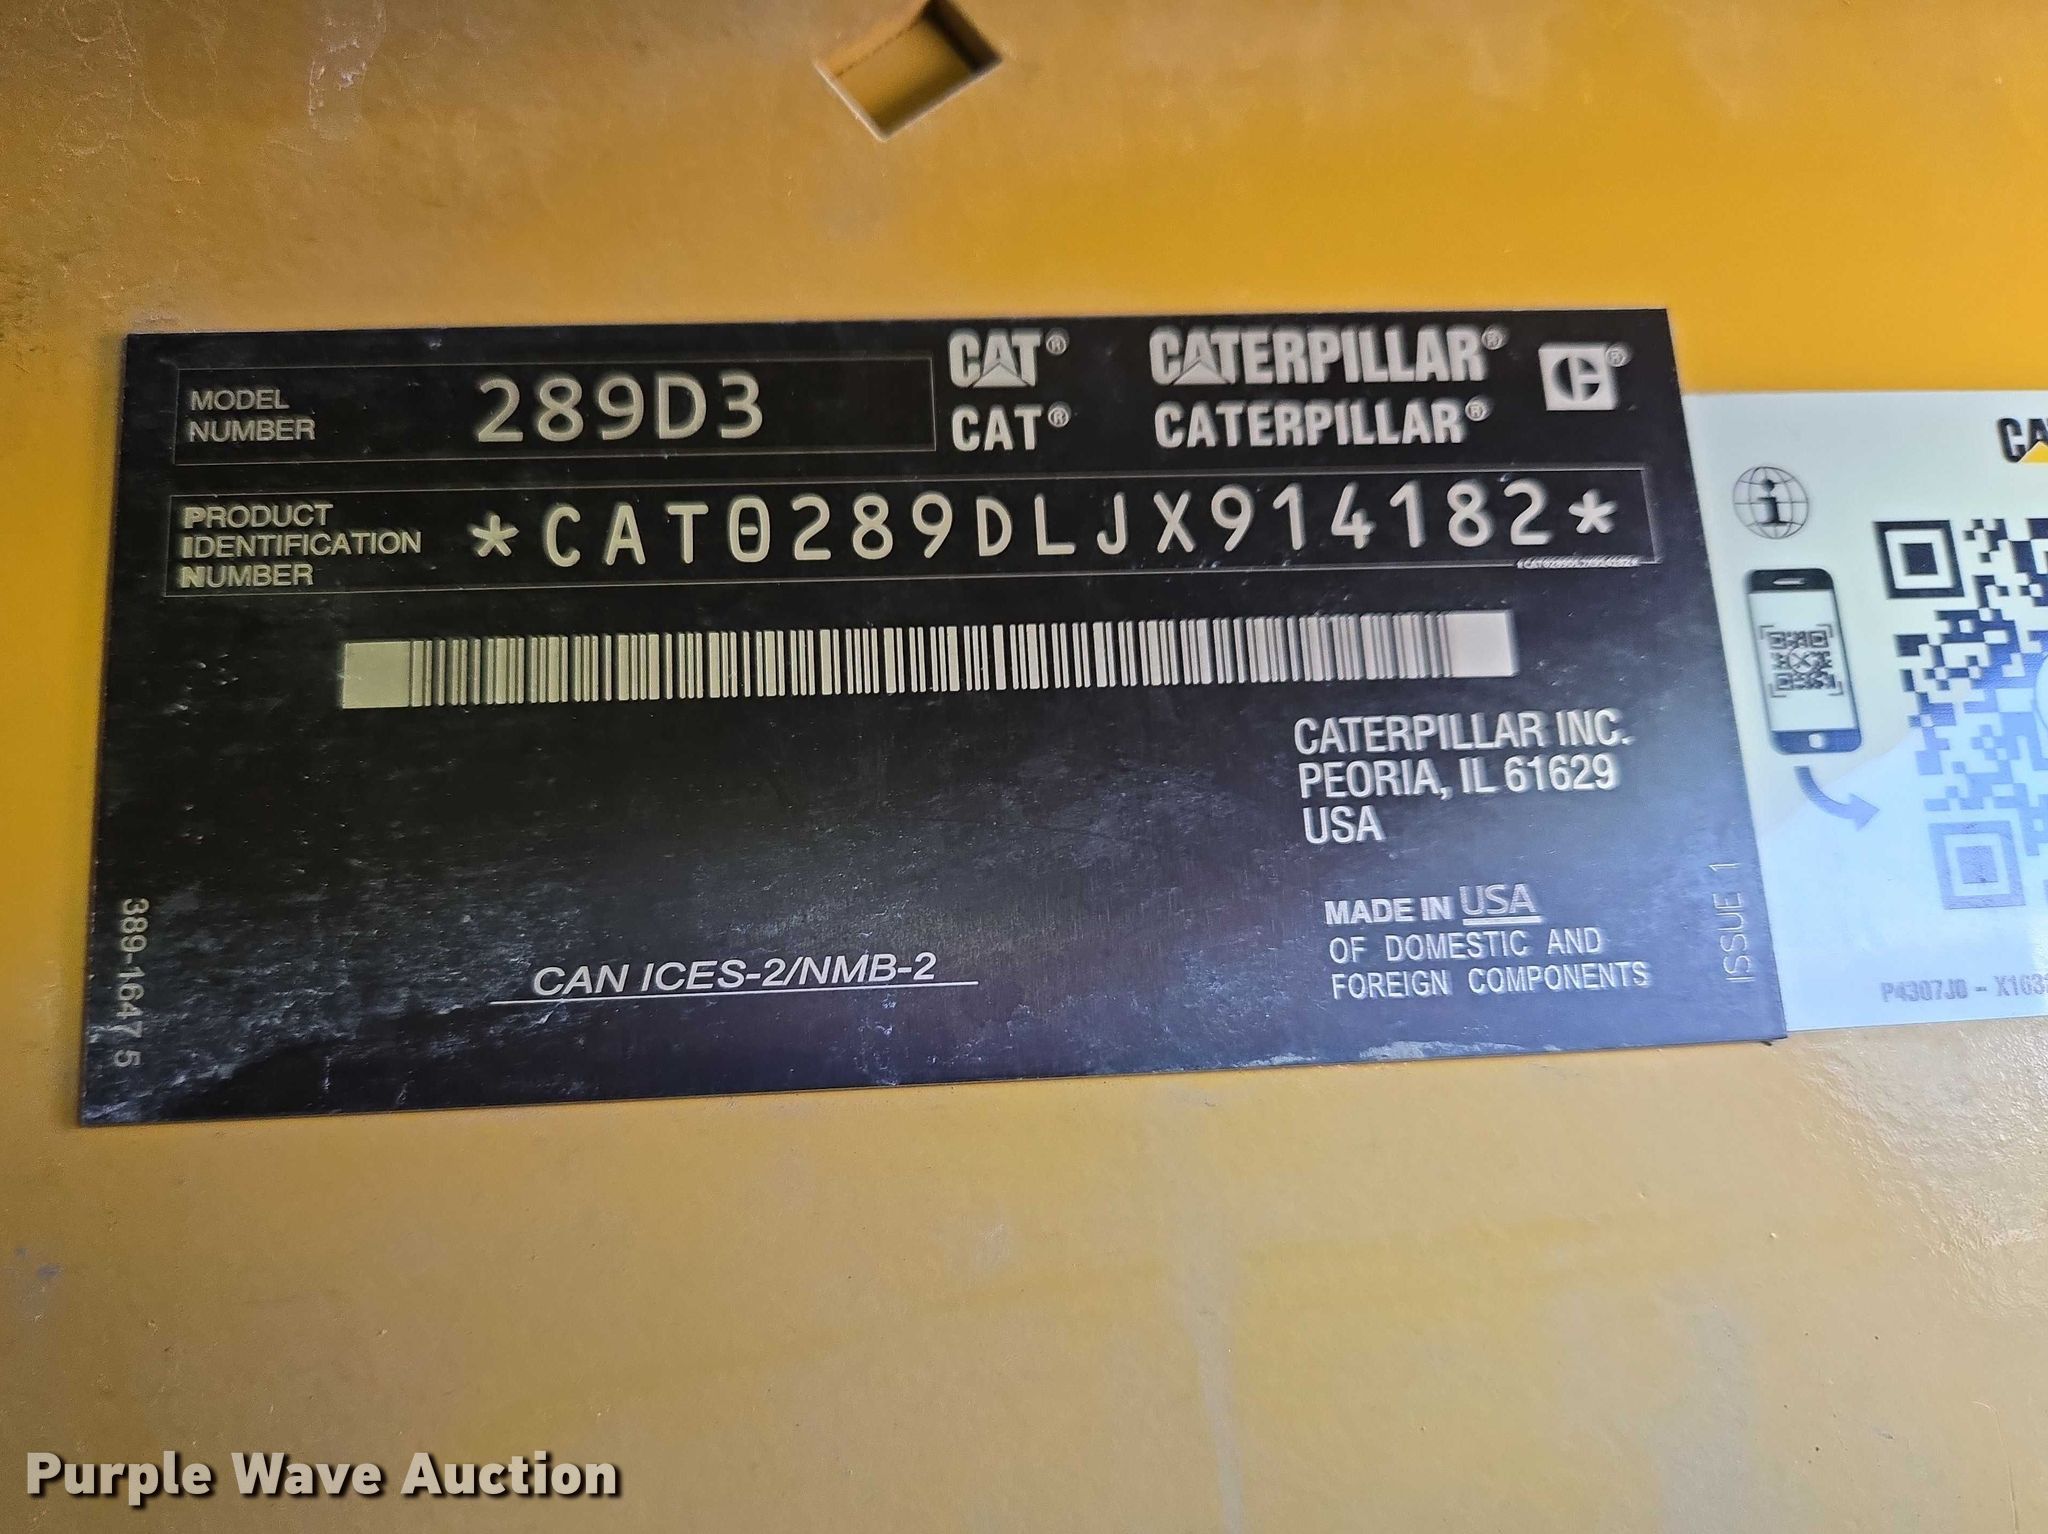 MODEL NUMBER 289D3
CAT® CATERPILLAR® C®
CAT® CATERPILLAR®
PRODUCT IDENTIFICATION NUMBER *CAT0289DLJX914182*
*CAT0289DLJX914182*
CATERPILLAR INC.
PEORIA, IL 61629
USA
MADE IN USA
OF DOMESTIC AND
FOREIGN COMPONENTS
CAN ICES-2/NMB-2
389-1647 5
ISSUE 1
i
P4307J0 -
Purple Wave Auction